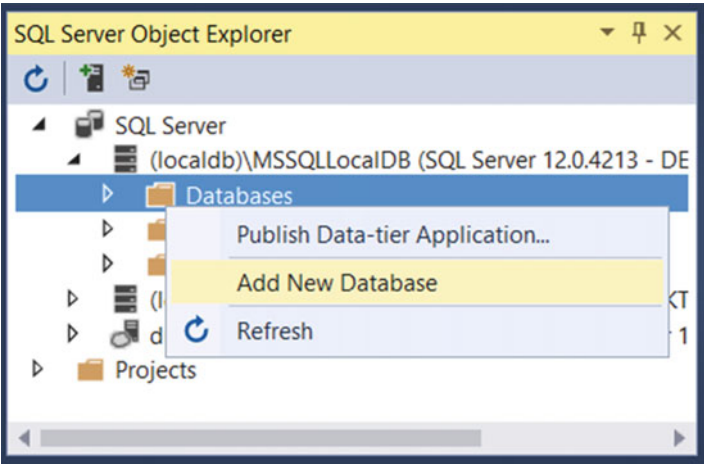 SQL Server Object Explorer
SQL Server
(localdb)\MSSQLLocalDB (SQL Server 12.0.4213 - DE
Databases
Publish Data-tier Application...
Add New Database
Refresh
Projects